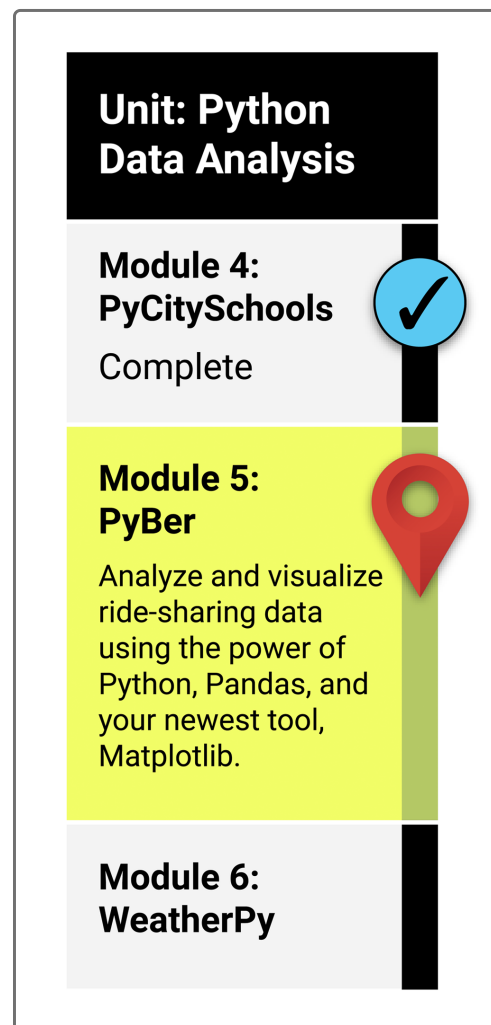 Unit: Python
Data Analysis
Module 4:
PyCitySchools
Complete
Module 5:
PyBer
Analyze and visualize
ride-sharing data
using the power of
Python, Pandas, and
your newest tool,
Matplotlib.
Module 6:
WeatherPy